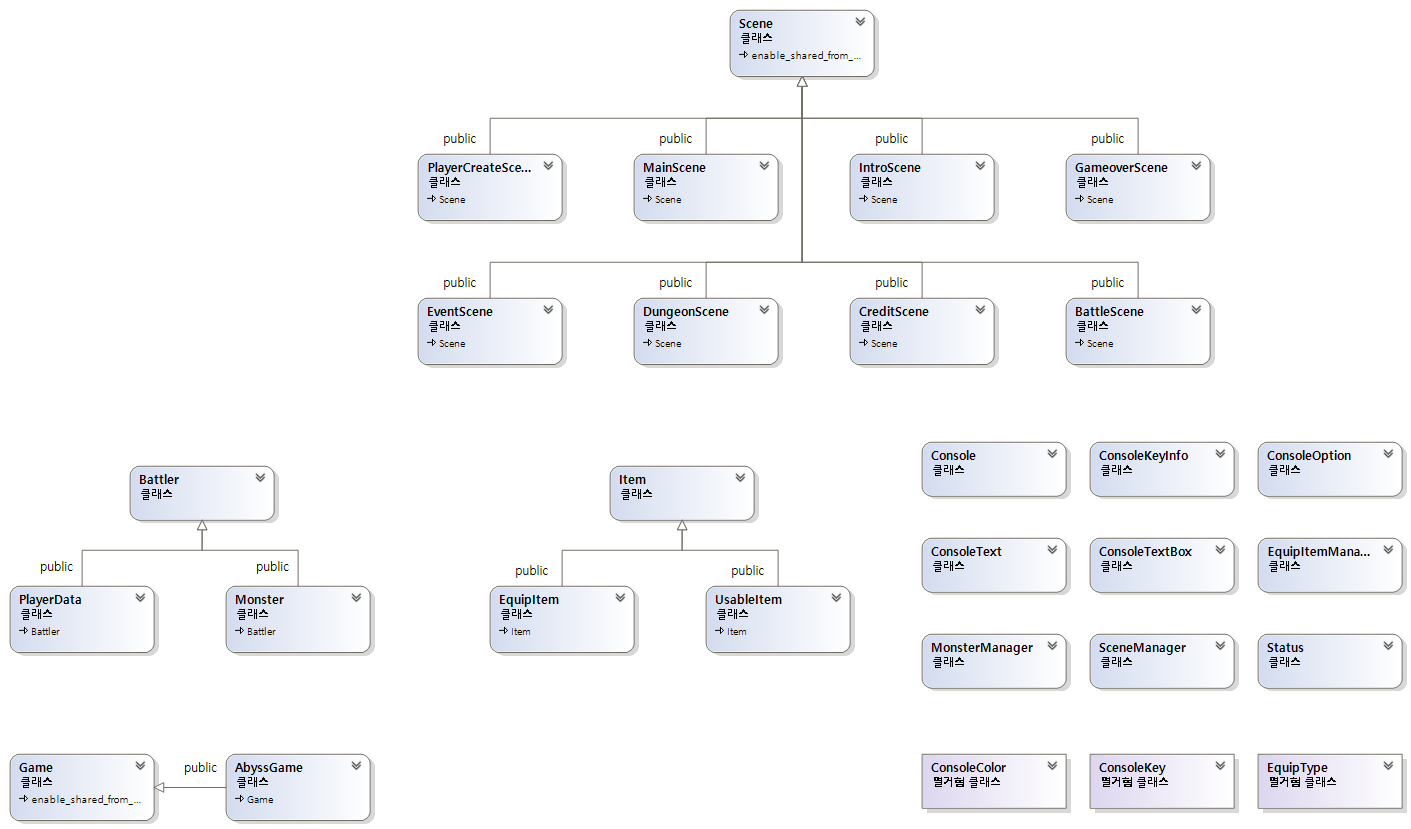 Scene
클래스
enable_shared_from_...
public
public
public
public
PlayerCreateSce...
클래스
Scene
MainScene
클래스
Scene
IntroScene
클래스
Scene
GameoverScene
클래스
Scene
public
public
public
public
EventScene
클래스
Scene
DungeonScene
클래스
Scene
CreditScene
클래스
Scene
BattleScene
클래스
Scene
Battler
클래스
public
public
PlayerData
클래스
Battler
Monster
클래스
Battler
Item
클래스
public
public
EquipItem
클래스
Item
UsableItem
클래스
Item
Console
클래스
ConsoleKeyInfo
클래스
ConsoleOption
클래스
ConsoleText
클래스
ConsoleTextBox
클래스
EquipItemMana...
클래스
MonsterManager
클래스
SceneManager
클래스
Status
클래스
Game
클래스
enable_shared_from_...
public
AbyssGame
클래스
Game
ConsoleColor
열거형 클래스
ConsoleKey
열거형 클래스
EquipType
열거형 클래스